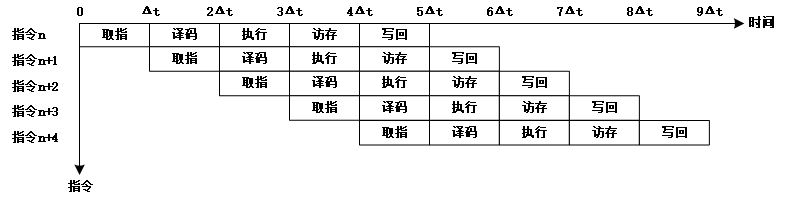 0 Δt 2Δt 3Δt 4Δt 5Δt 6Δt 7Δt 8Δt 9Δt 时间
指令n 取指 译码 执行 访存 写回
指令n+1 取指 译码 执行 访存 写回
指令n+2 取指 译码 执行 访存 写回
指令n+3 取指 译码 执行 访存 写回
指令n+4 取指 译码 执行 访存 写回
指令